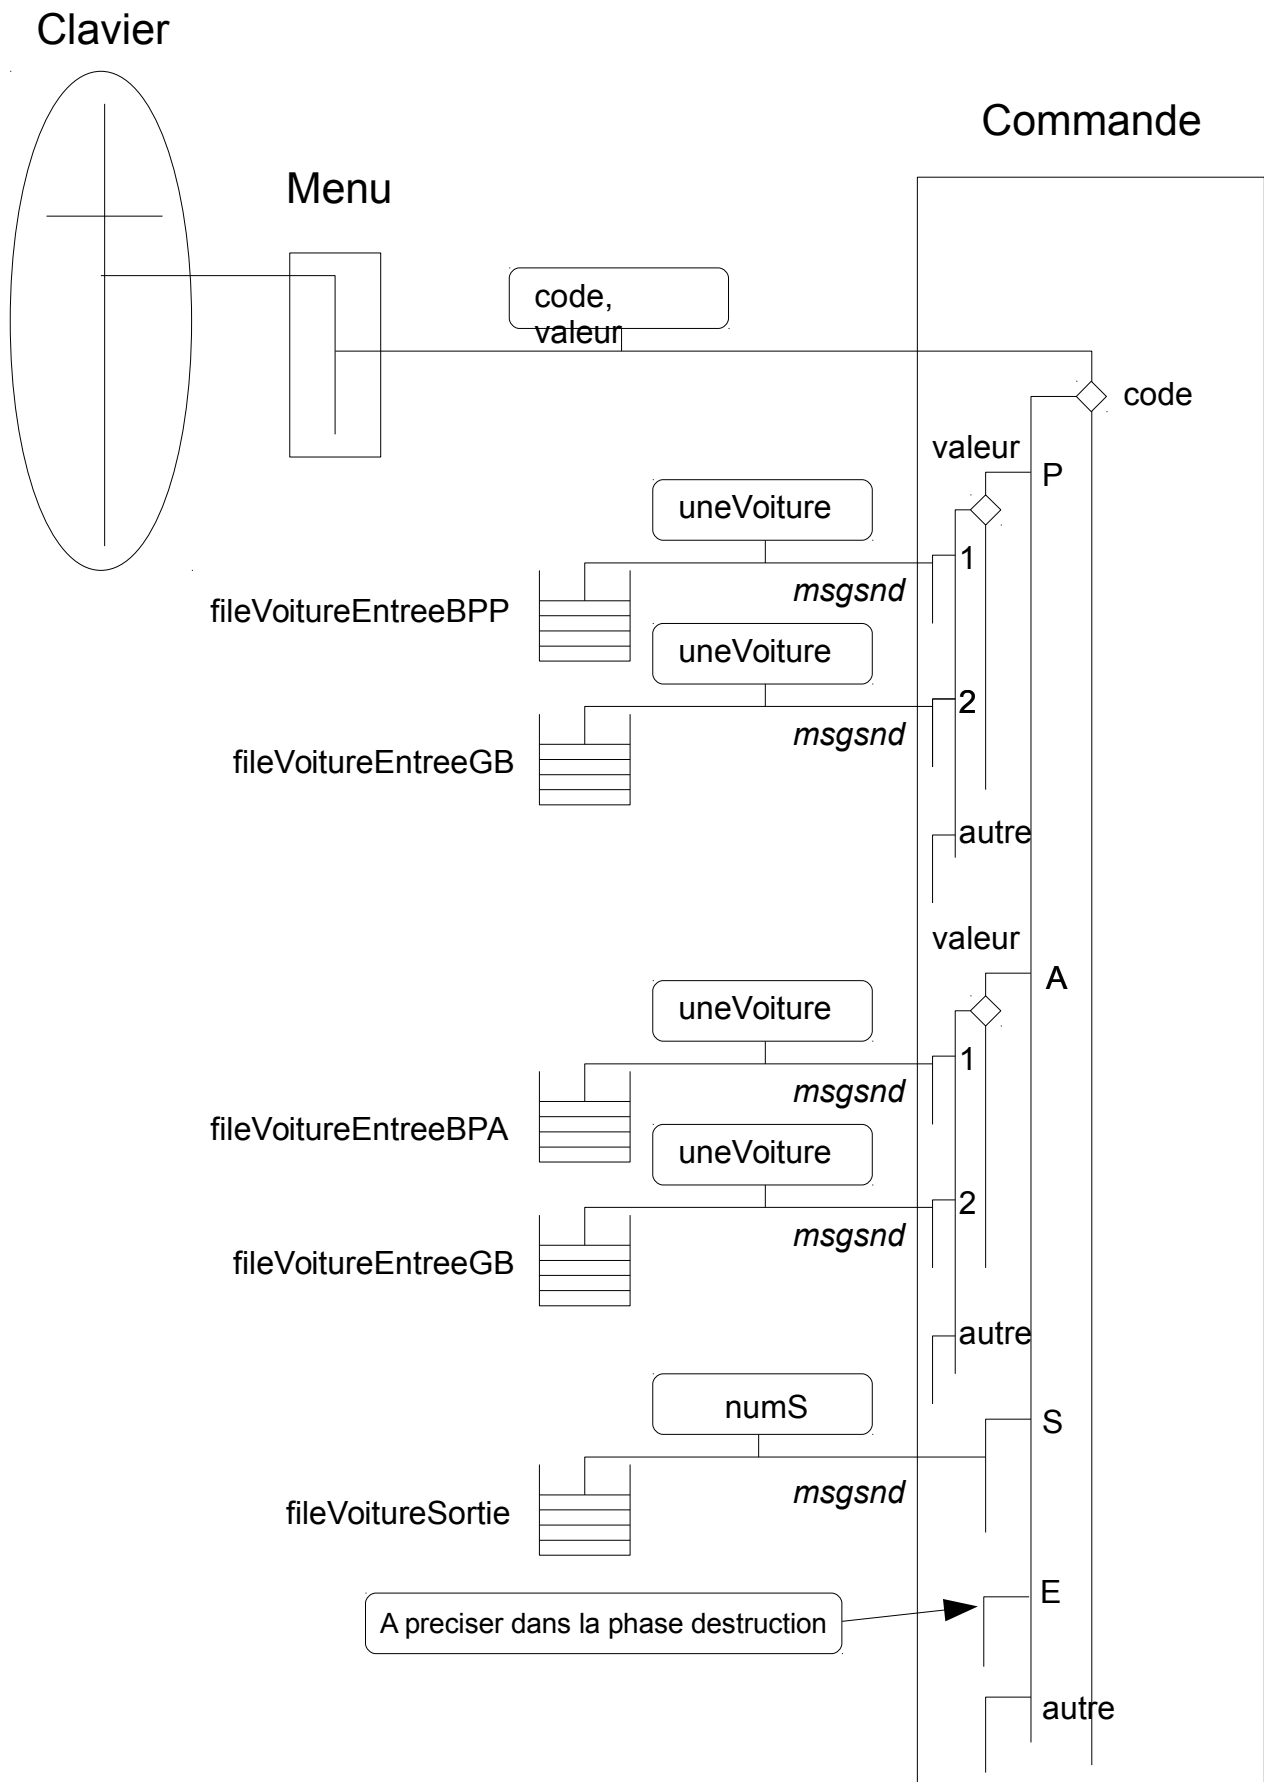 Clavier
Commande
Menu
code,
valeur
code
valeur
P
uneVoiture
1
msgsnd
fileVoitureEntreeBPP
uneVoiture
2
msgsnd
fileVoitureEntreeGB
autre
valeur
A
uneVoiture
1
msgsnd
fileVoitureEntreeBPA
uneVoiture
2
msgsnd
fileVoitureEntreeGB
autre
numS
S
msgsnd
fileVoitureSortie
E
A preciser dans la phase destruction
autre